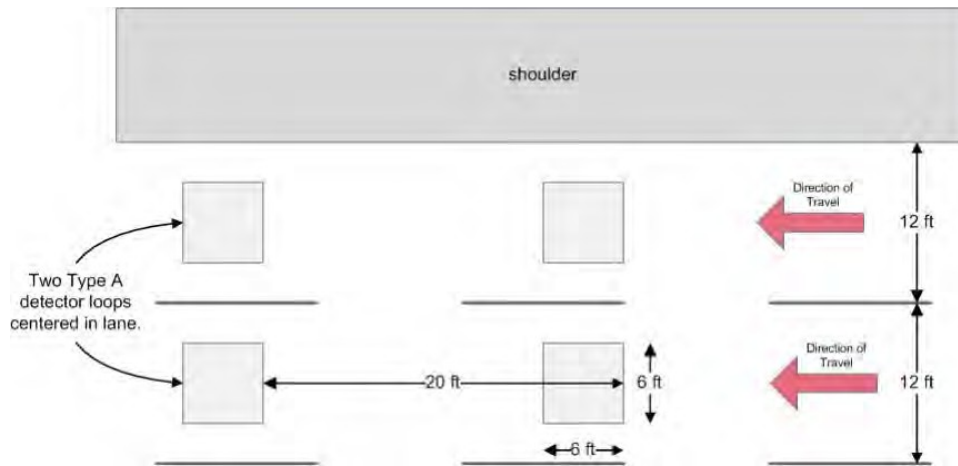 shoulder
Direction of
Travel
12 ft
Two Type A
detector loops
centered in lane.
Direction of
Travel
20 ft
6 ft
12 ft
6 ft